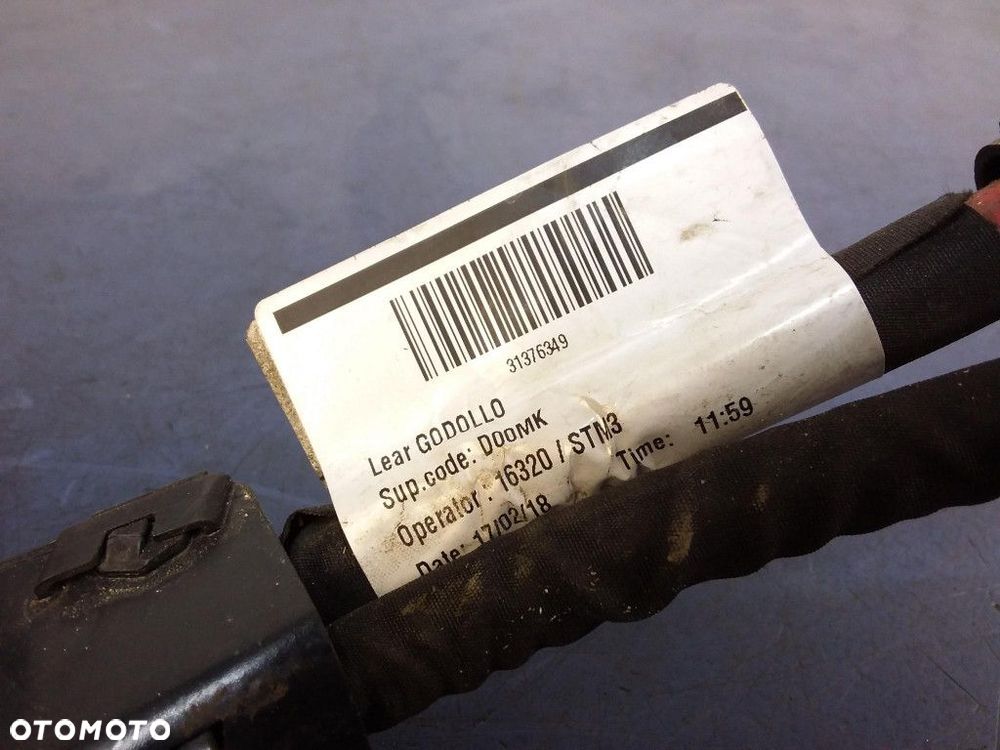 31376349
Lear GODOLLO
Sup.code: D00MK
Operator : 16320 / STM3
Date: 17/02/18 Time: 11:59
OTOMOTO